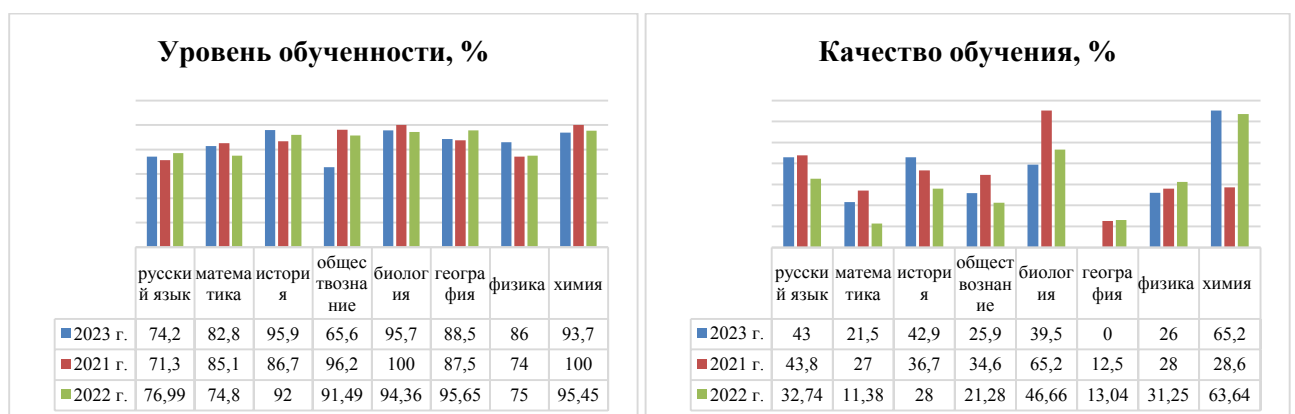 Уровень обученности, %
русски
й язык
матема
тика
истори
я
общес
твозна
ние
биолог
ия
геогра
фия
физика
химия
2023 г. 74,2 82,8 95,9 65,6 95,7 88,5 86 93,7
2021 г. 71,3 85,1 86,7 96,2 100 87,5 74 100
2022 г. 76,99 74,8 92 91,49 94,36 95,65 75 95,45
Качество обучения, %
русски
й язык
матема
тика
истори
я
общест
вознан
ие
биолог
ия
геогра
фия
физика
химия
2023 г. 43 21,5 42,9 25,9 39,5 0 26 65,2
2021 г. 43,8 27 36,7 34,6 65,2 12,5 28 28,6
2022 г. 32,74 11,38 28 21,28 46,66 13,04 31,25 63,64